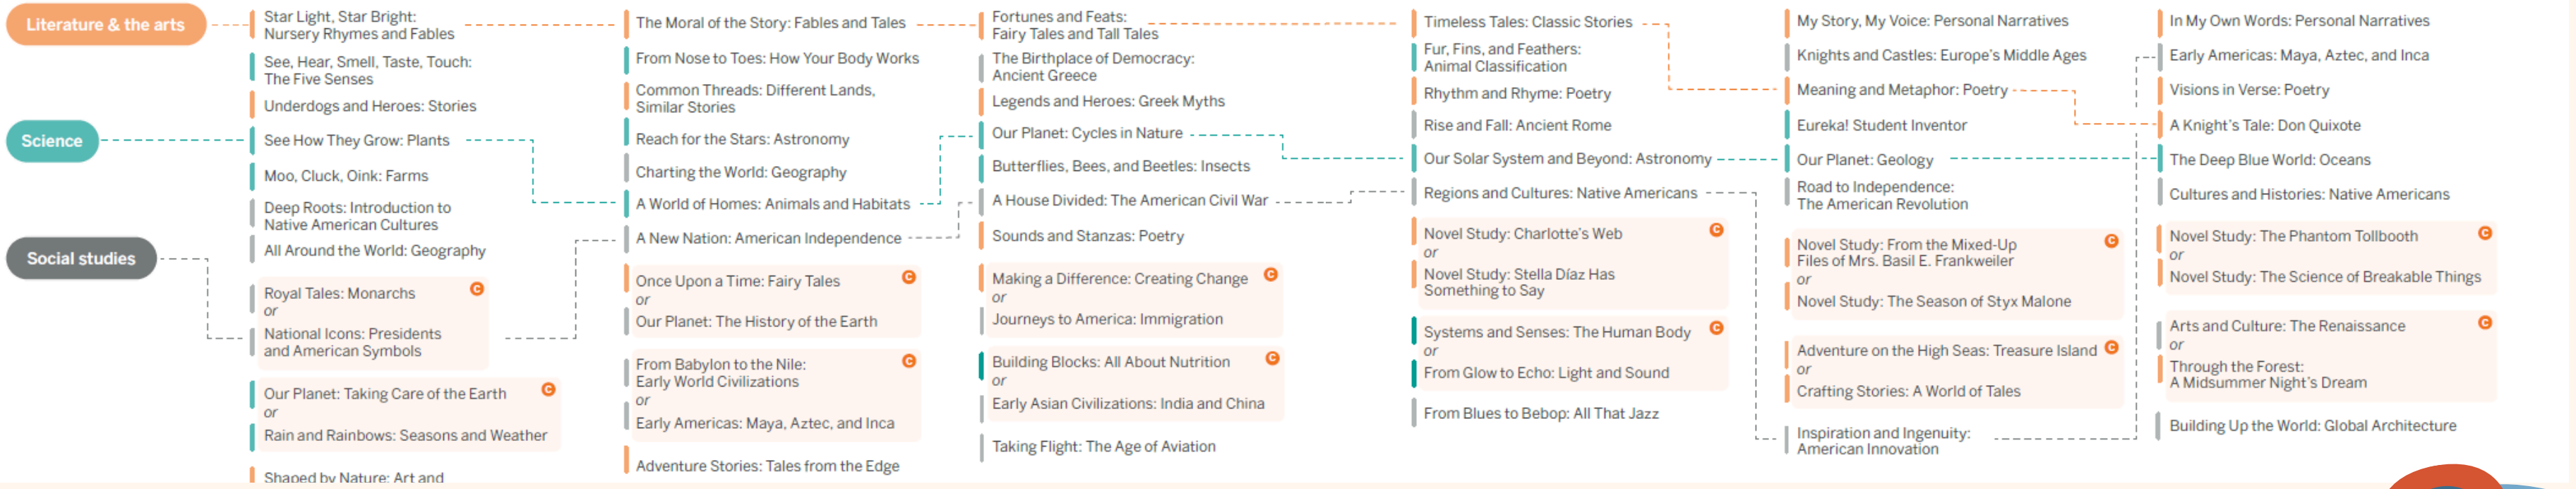 Literature & the arts
Science
Social studies
Star Light, Star Bright:
Nursery Rhymes and Fables
See, Hear, Smell, Taste, Touch:
The Five Senses
Underdogs and Heroes: Stories
See How They Grow: Plants
Moo, Cluck, Oink: Farms
Deep Roots: Introduction to
Native American Cultures
All Around the World: Geography
Royal Tales: Monarchs
C
or
National Icons: Presidents
and American Symbols
Our Planet: Taking Care of the Earth
C
or
Rain and Rainbows: Seasons and Weather
Shaped by Nature: Art and
The Moral of the Story: Fables and Tales
From Nose to Toes: How Your Body Works
Common Threads: Different Lands,
Similar Stories
Reach for the Stars: Astronomy
Charting the World: Geography
A World of Homes: Animals and Habitats
A New Nation: American Independence
Once Upon a Time: Fairy Tales
C
or
Our Planet: The History of the Earth
From Babylon to the Nile:
C
Early World Civilizations
or
Early Americas: Maya, Aztec, and Inca
Adventure Stories: Tales from the Edge
Fortunes and Feats:
Fairy Tales and Tall Tales
The Birthplace of Democracy:
Ancient Greece
Legends and Heroes: Greek Myths
Our Planet: Cycles in Nature
Butterflies, Bees, and Beetles: Insects
A House Divided: The American Civil War
Sounds and Stanzas: Poetry
Making a Difference: Creating Change
C
or
Journeys to America: Immigration
Building Blocks: All About Nutrition
C
or
Early Asian Civilizations: India and China
Taking Flight: The Age of Aviation
Timeless Tales: Classic Stories
Fur, Fins, and Feathers:
Animal Classification
Rhythm and Rhyme: Poetry
Rise and Fall: Ancient Rome
Our Solar System and Beyond: Astronomy
Regions and Cultures: Native Americans
Novel Study: Charlotte's Web
C
or
Novel Study: Stella Díaz Has
Something to Say
Systems and Senses: The Human Body
C
or
From Glow to Echo: Light and Sound
From Blues to Bebop: All That Jazz
My Story, My Voice: Personal Narratives
Knights and Castles: Europe's Middle Ages
Meaning and Metaphor: Poetry
Eureka! Student Inventor
Our Planet: Geology
Road to Independence:
The American Revolution
Novel Study: From the Mixed-Up
C
Files of Mrs. Basil E. Frankweiler
or
Novel Study: The Season of Styx Malone
Adventure on the High Seas: Treasure Island
C
or
Crafting Stories: A World of Tales
Inspiration and Ingenuity:
American Innovation
In My Own Words: Personal Narratives
Early Americas: Maya, Aztec, and Inca
Visions in Verse: Poetry
A Knight's Tale: Don Quixote
The Deep Blue World: Oceans
Cultures and Histories: Native Americans
Novel Study: The Phantom Tollbooth
C
or
Novel Study: The Science of Breakable Things
Arts and Culture: The Renaissance
C
or
Through the Forest:
A Midsummer Night's Dream
Building Up the World: Global Architecture